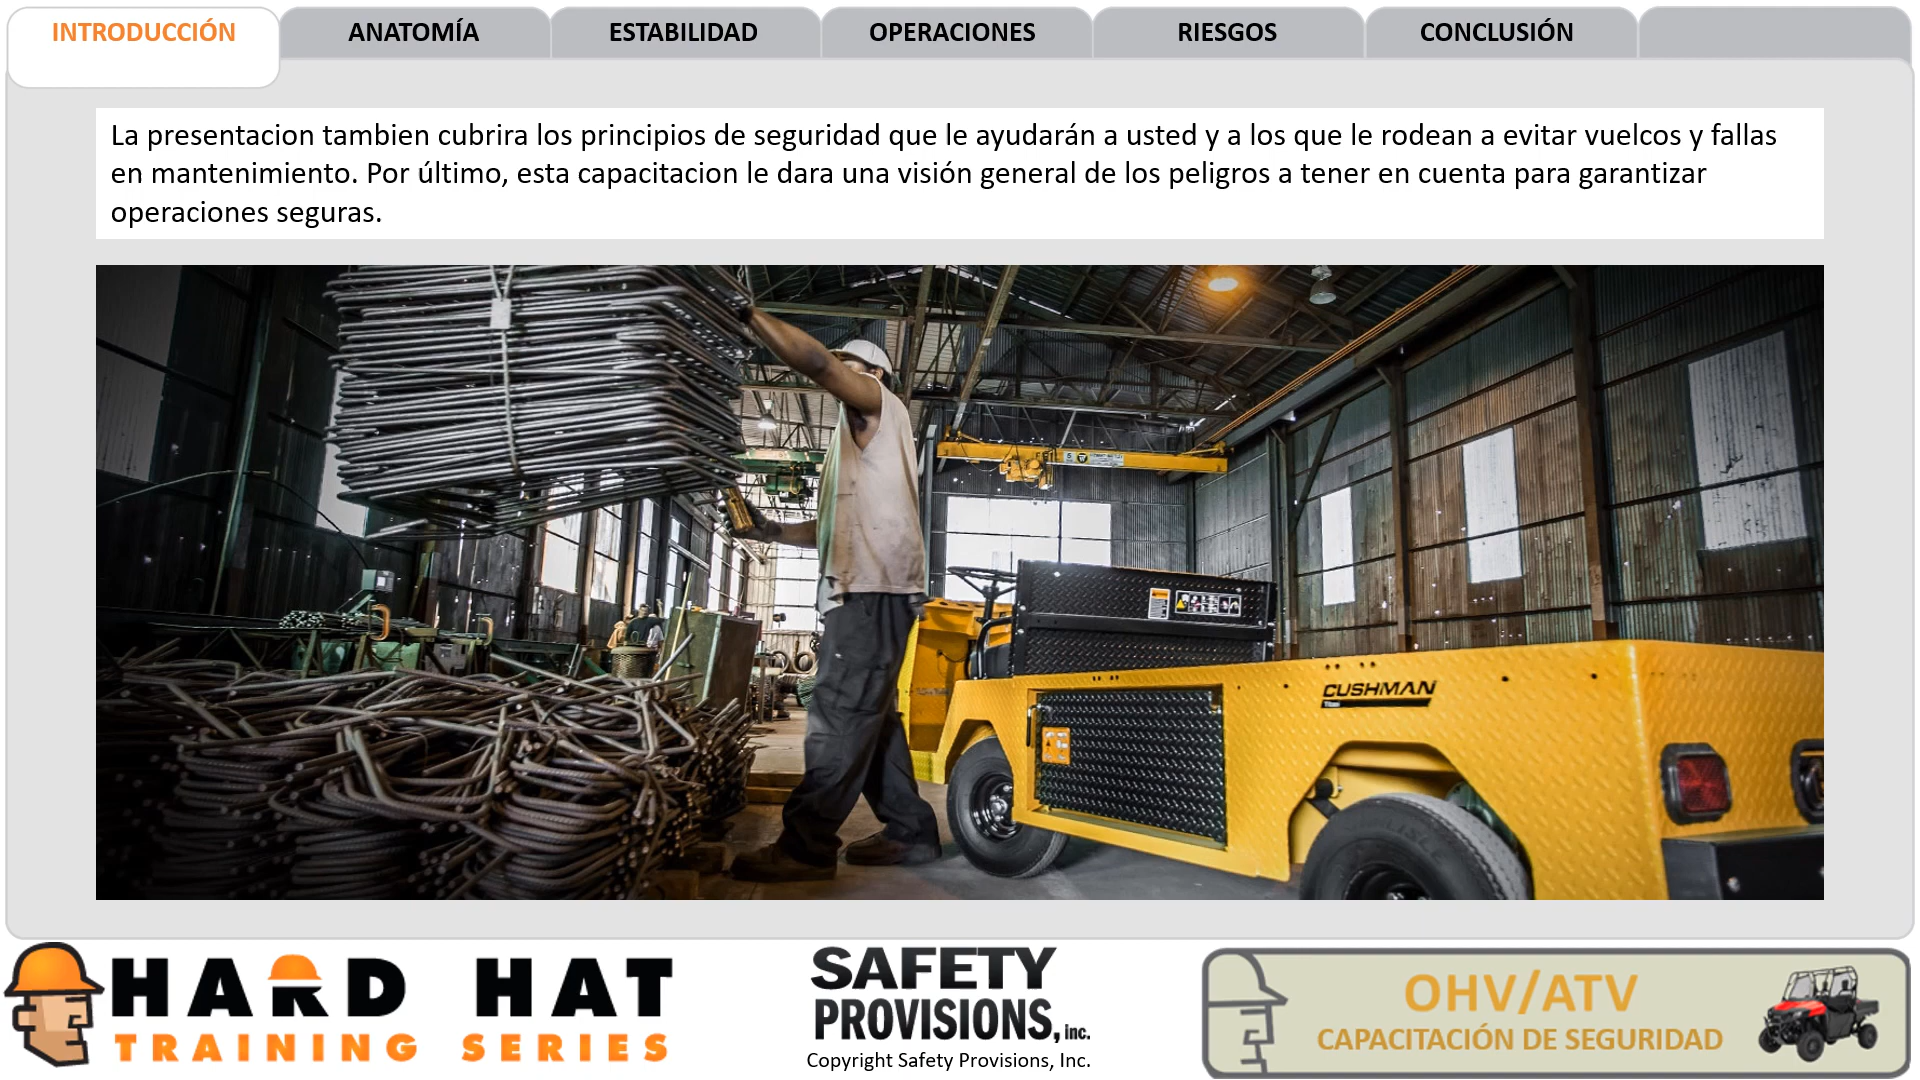 INTRODUCCIÓN
ANATOMÍA
ESTABILIDAD
OPERACIONES
RIESGOS
CONCLUSIÓN
La presentacion tambien cubrira los principios de seguridad que le ayudarán a usted y a los que le rodean a evitar vuelcos y fallas
en mantenimiento. Por último, esta capacitacion le dara una visión general de los peligros a tener en cuenta para garantizar
operaciones seguras.
CUSHMAN
HARD HAT
TRAINING SERIES
SAFETY
PROVISIONS, inc.
Copyright Safety Provisions, Inc.
OHV/ATV
CAPACITACIÓN DE SEGURIDAD